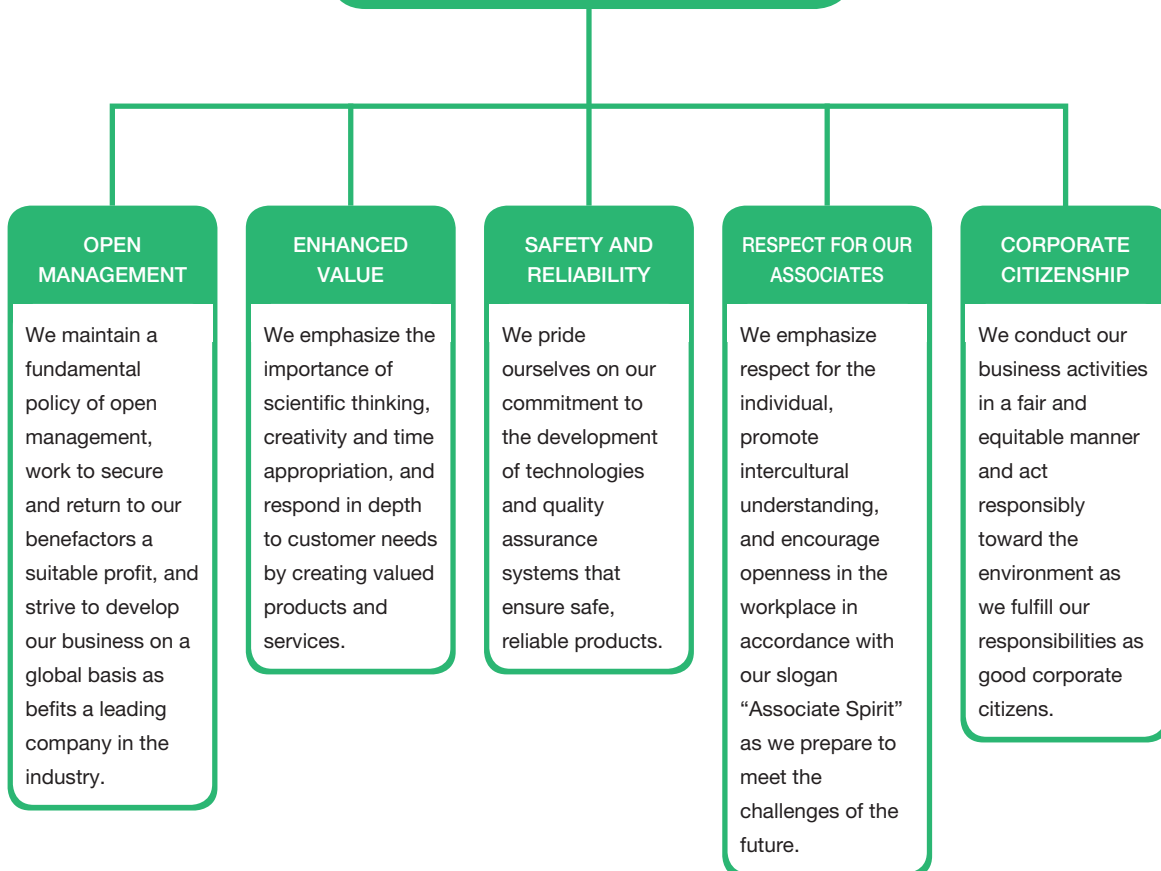 OPEN
MANAGEMENT
We maintain a
fundamental
policy of open
management,
work to secure
and return to our
benefactors a
suitable profit, and
strive to develop
our business on a
global basis as
befits a leading
company in the
industry.
ENHANCED
VALUE
We emphasize the
importance of
scientific thinking,
creativity and time
appropriation, and
respond in depth
to customer needs
by creating valued
products and
services.
SAFETY AND
RELIABILITY
We pride
ourselves on our
commitment to
the development
of technologies
and quality
assurance
systems that
ensure safe,
reliable products.
RESPECT FOR OUR
ASSOCIATES
We emphasize
respect for the
individual,
promote
intercultural
understanding,
and encourage
openness in the
workplace in
accordance with
our slogan
“Associate Spirit”
as we prepare to
meet the
challenges of the
future.
CORPORATE
CITIZENSHIP
We conduct our
business activities
in a fair and
equitable manner
and act
responsibly
toward the
environment as
we fulfill our
responsibilities as
good corporate
citizens.